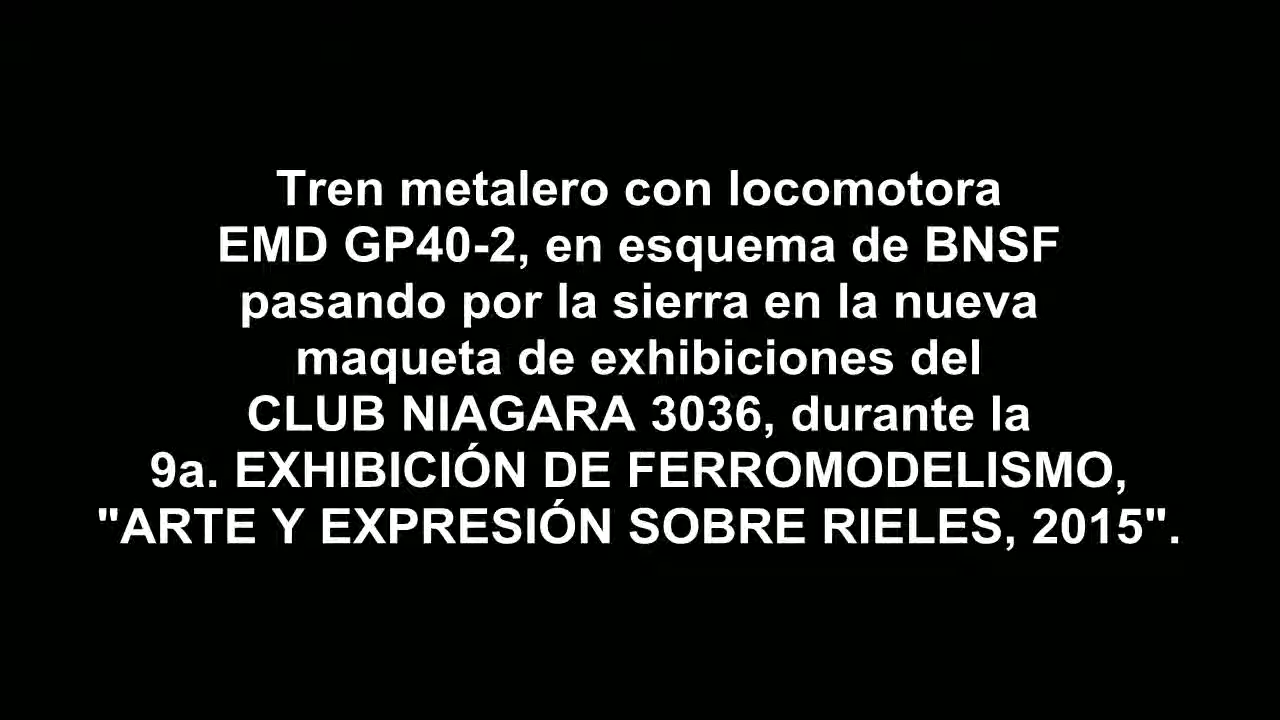 Tren metalero con locomotora
EMD GP40-2, en esquema de BNSF
pasando por la sierra en la nueva
maqueta de exhibiciones del
CLUB NIAGARA 3036, durante la
9a. EXHIBICIÓN DE FERROMODELISMO,
"ARTE Y EXPRESIÓN SOBRE RIELES, 2015".